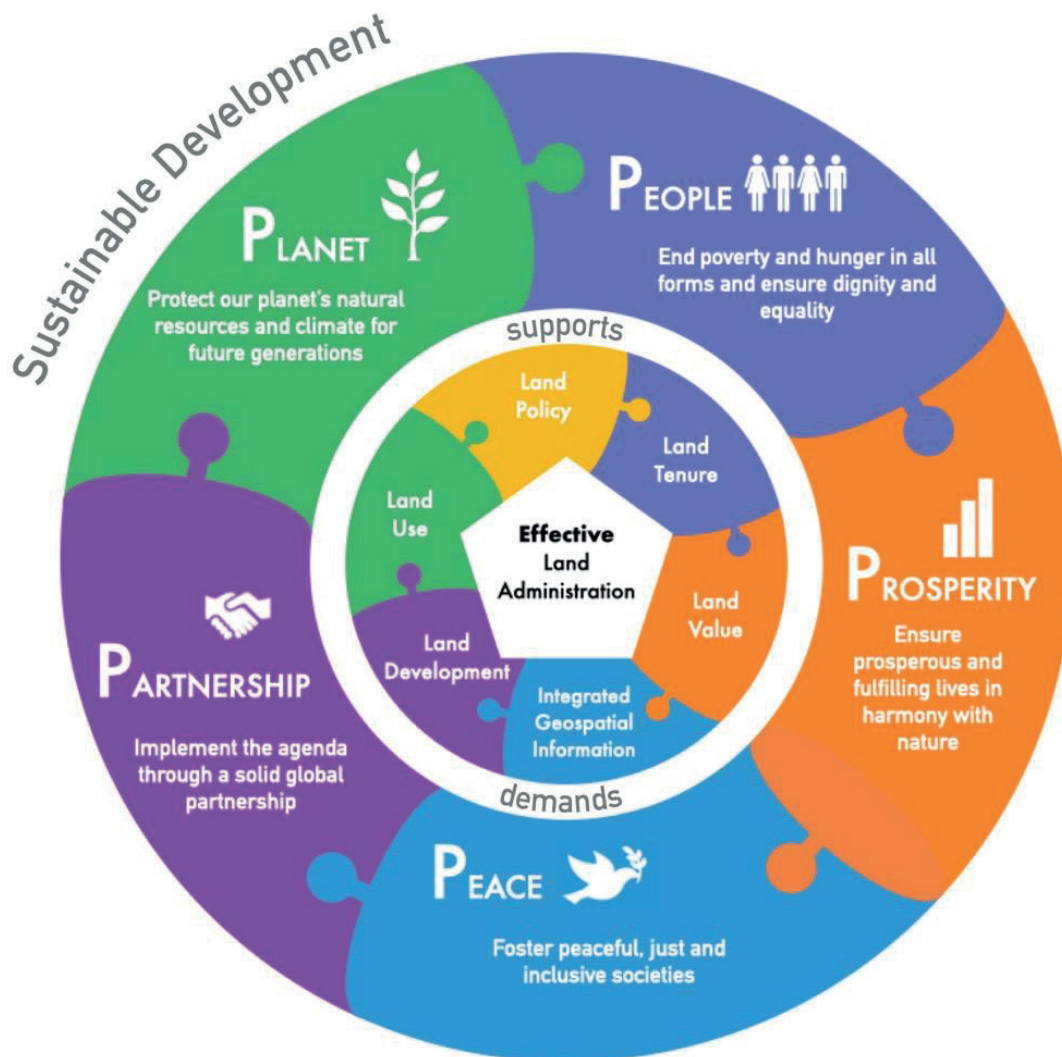 Sustainable Development
PLANET
Protect our planet's natural
resources and climate for
future generations
PEOPLE
End poverty and hunger in all
forms and ensure dignity and
equality
PROSPERITY
Ensure
prosperous and
fulfilling lives in
harmony with
nature
PEACE
Foster peaceful, just and
inclusive societies
PARTNERSHIP
Implement the agenda
through a solid global
partnership
supports
Land
Policy
Land
Tenure
Land
Value
Integrated
Geospatial
Information
Land
Development
Land
Use
Effective
Land
Administration
demands